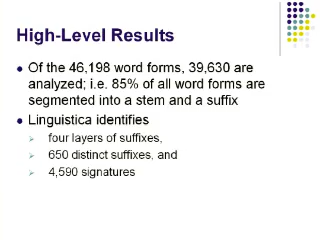 High-Level Results
Of the 46,198 word forms, 39,630 are
analyzed; i.e. 85% of all word forms are
segmented into a stem and a suffix
Linguistica identifies
four layers of suffixes,
650 distinct suffixes, and
4,590 signatures